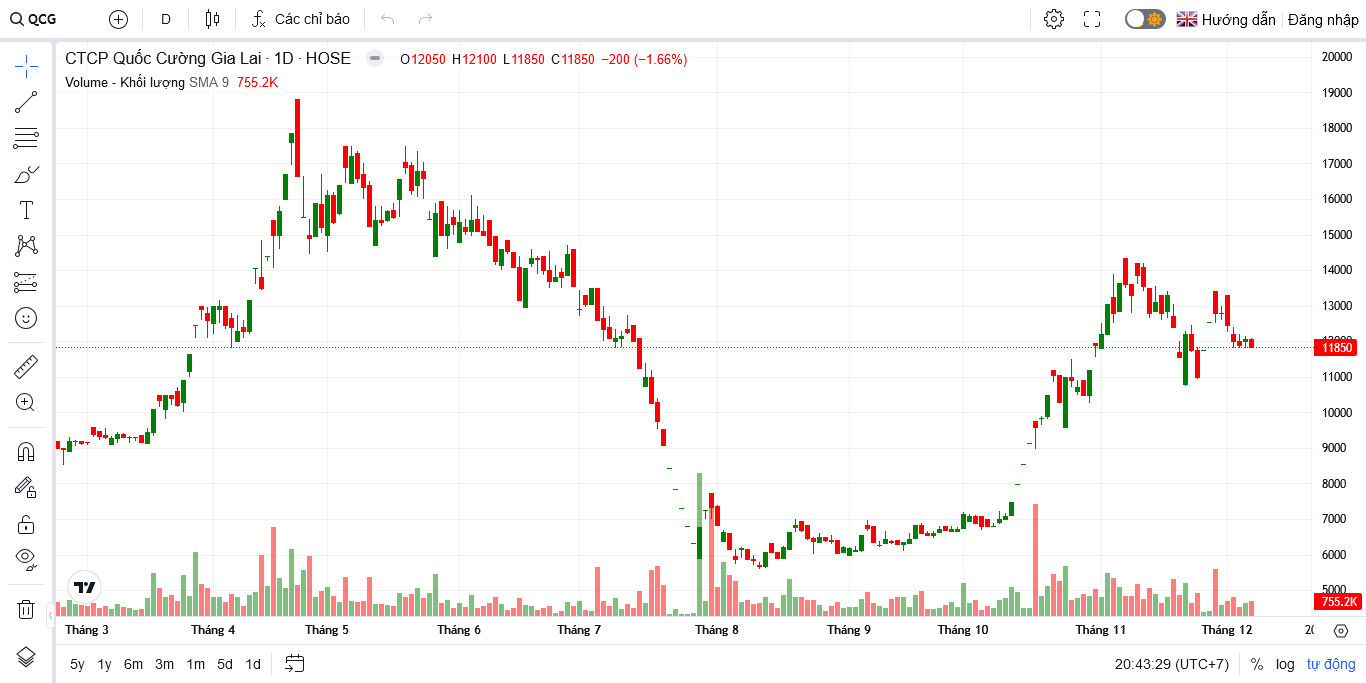 QCG D Các chỉ báo Hướng dẫn Đăng nhập
CTCP Quốc Cường Gia Lai · 1D · HOSE O12050 H12100 L11850 C11850 −200 (−1.66%)
Volume - Khối lượng SMA 9 755.2K
20000
19000
18000
17000
16000
15000
14000
13000
11850
11000
10000
9000
8000
7000
6000
5000
755.2K
Tháng 3 Tháng 4 Tháng 5 Tháng 6 Tháng 7 Tháng 8 Tháng 9 Tháng 10 Tháng 11 Tháng 12
5y 1y 6m 3m 1m 5d 1d 20:43:29 (UTC+7) % log tự động